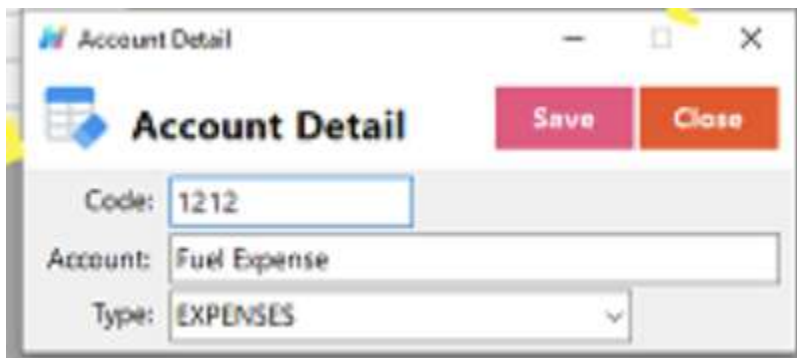 Account Detail
Account Detail
Save
Close
Code: 1212
Account: Fuel Expense
Type: EXPENSES